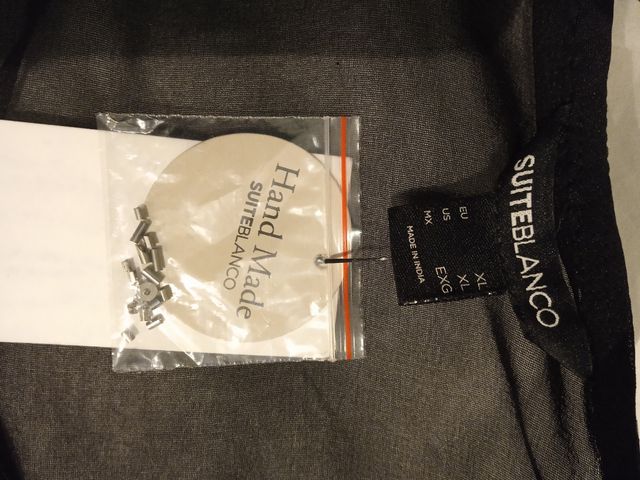 Hand Made
SUITEBLANCO
SUITEBLANCO
EU XL
US XL
MX EXG
MADE IN INDIA